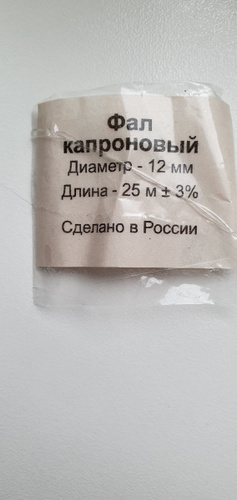 Фал
капроновый
Диаметр - 12 мм
Длина - 25 м ± 3%
Сделано в России